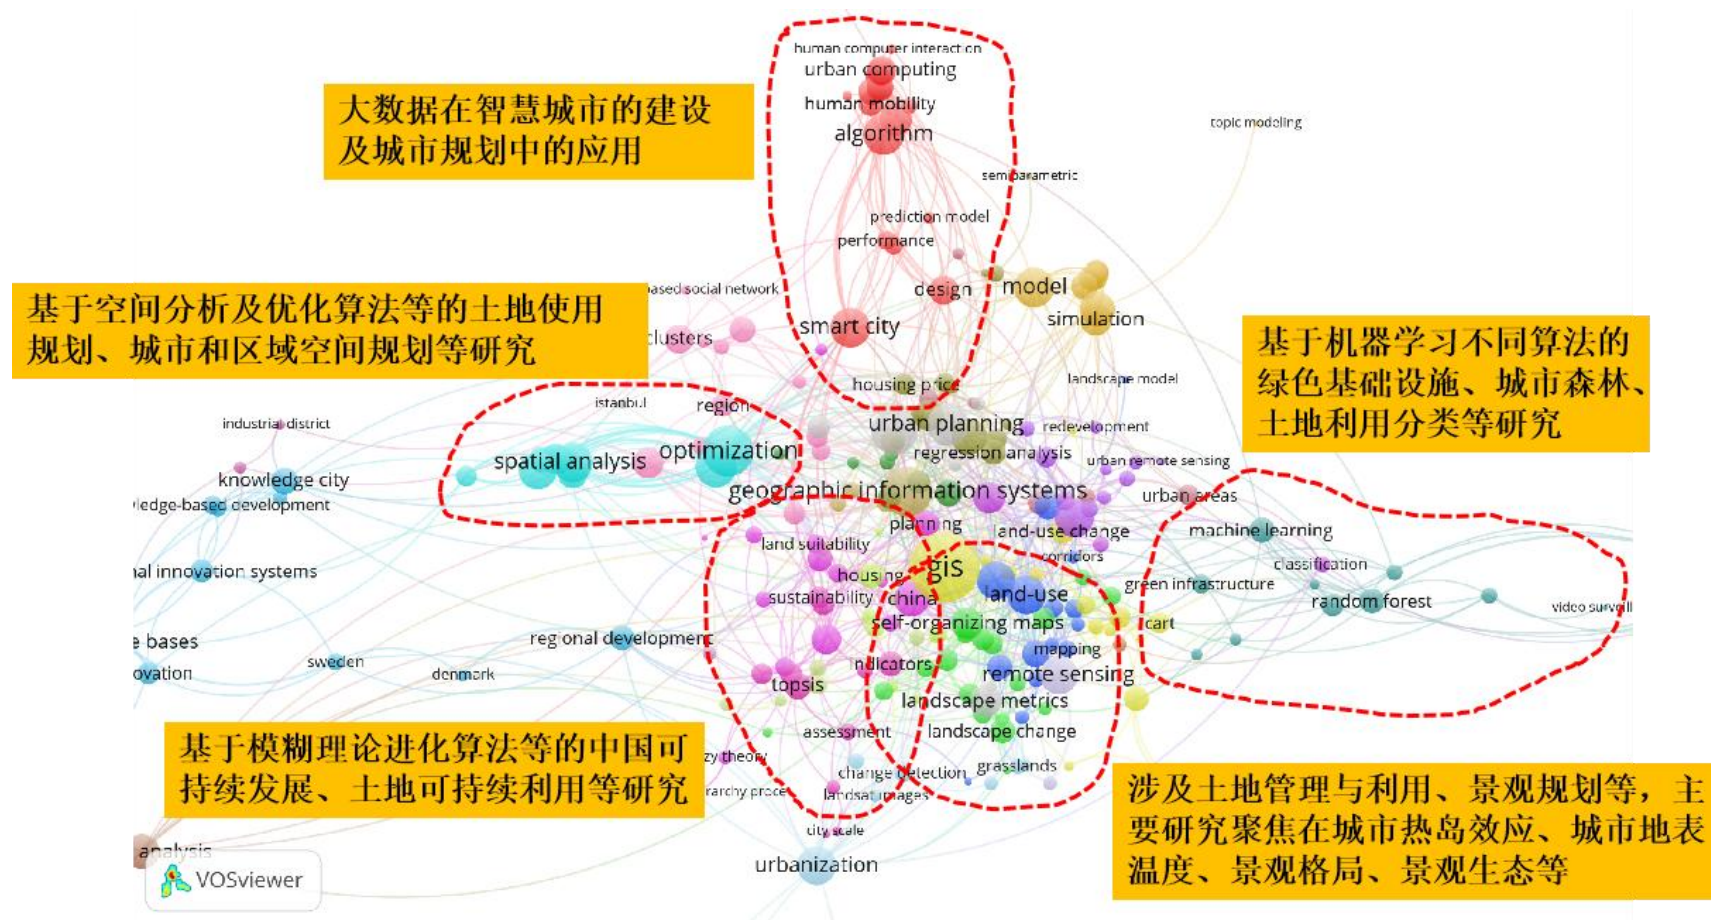 human computer interaction
urban computing
human mobility
algorithm
大数据在智慧城市的建设
及城市规划中的应用
topic modeling
semiparametric
prediction model
performance
design
model
simulation
smart city
based social network
clusters
基于空间分析及优化算法等的土地使用
规划、城市和区域空间规划等研究
基于机器学习不同算法的
绿色基础设施、城市森林、
土地利用分类等研究
housing price
landscape model
istanbul
region
industrial district
urban planning
redevelopment
optimization
spatial analysis
regression analysis
urban remote sensing
knowledge city
geographic information systems
urban areas
ledge-based development
planning
land-use change
machine learning
land suitability
corridors
classification
nal innovation systems
housing
gis
green infrastructure
sustainability
china
land-use
random forest
video surveill
self-organizing maps
cart
e bases
regional development
mapping
sweden
indicators
ovation
denmark
topsis
remote sensing
landscape metrics
assessment
landscape change
基于模糊理论进化算法等的中国可
持续发展、土地可持续利用等研究
zy theory
change detection
grasslands
rarchy proce
landsat images
涉及土地管理与利用、景观规划等，主
要研究聚焦在城市热岛效应、城市地表
温度、景观格局、景观生态等
city scale
urbanization
analysis
VOSviewer